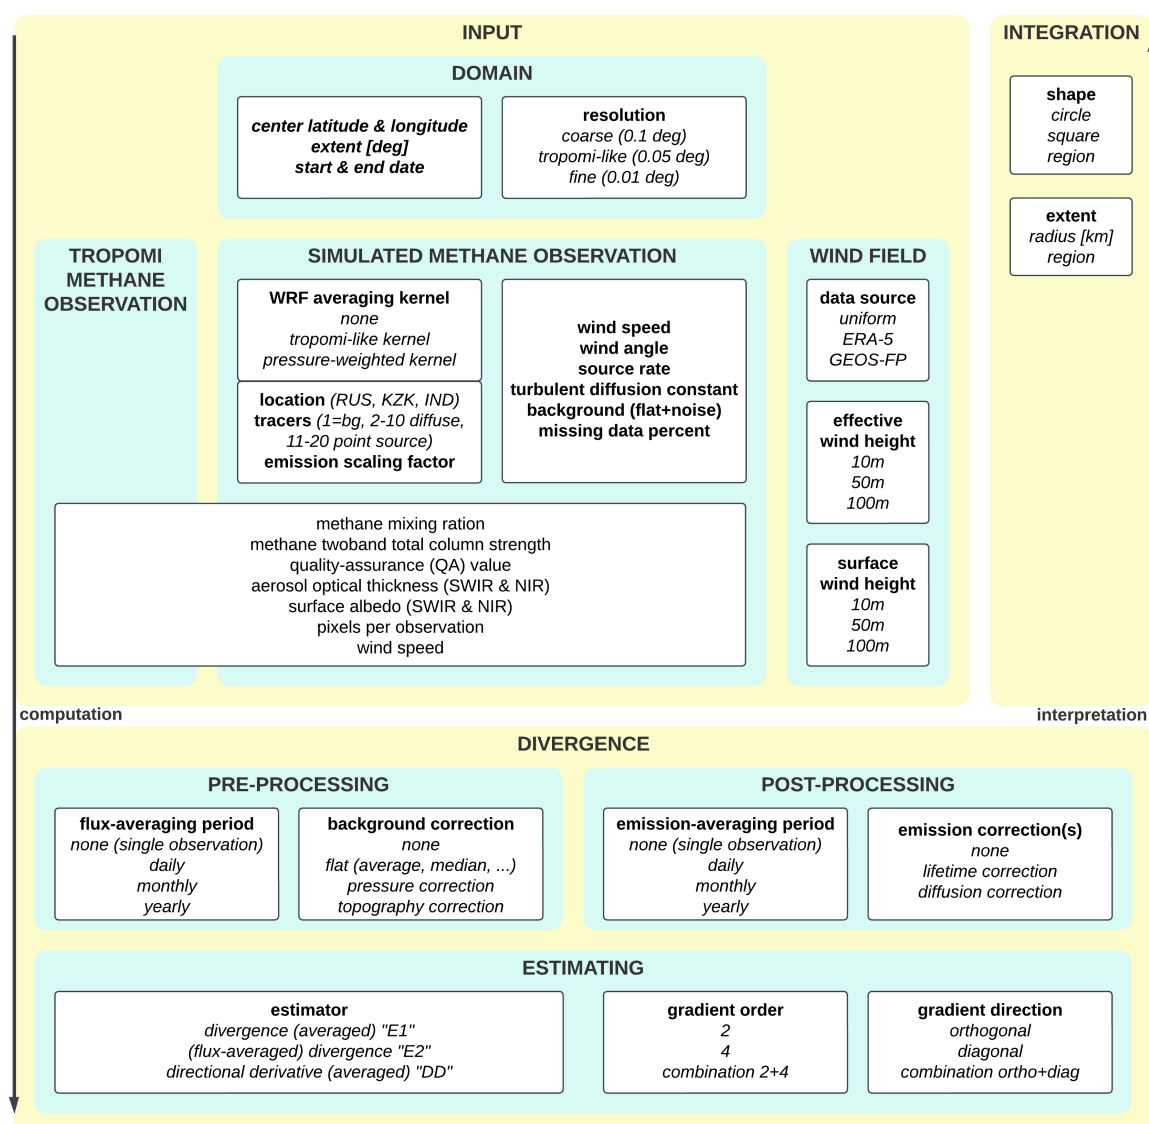 INPUT
DOMAIN
center latitude & longitude
extent [deg]
start & end date
resolution
coarse (0.1 deg)
tropomi-like (0.05 deg)
fine (0.01 deg)
TROPOMI
METHANE
OBSERVATION
SIMULATED METHANE OBSERVATION
WRF averaging kernel
none
tropomi-like kernel
pressure-weighted kernel
location (RUS, KZK, IND)
tracers (1=bg, 2-10 diffuse,
11-20 point source)
emission scaling factor
wind speed
wind angle
source rate
turbulent diffusion constant
background (flat+noise)
missing data percent
methane mixing ration
methane twoband total column strength
quality-assurance (QA) value
aerosol optical thickness (SWIR & NIR)
surface albedo (SWIR & NIR)
pixels per observation
wind speed
WIND FIELD
data source
uniform
ERA-5
GEOS-FP
effective
wind height
10m
50m
100m
surface
wind height
10m
50m
100m
INTEGRATION
shape
circle
square
region
extent
radius [km]
region
computation
interpretation
DIVERGENCE
PRE-PROCESSING
flux-averaging period
none (single observation)
daily
monthly
yearly
background correction
none
flat (average, median, ...)
pressure correction
topography correction
POST-PROCESSING
emission-averaging period
none (single observation)
daily
monthly
yearly
emission correction(s)
none
lifetime correction
diffusion correction
ESTIMATING
estimator
divergence (averaged) "E1"
(flux-averaged) divergence "E2"
directional derivative (averaged) "DD"
gradient order
2
4
combination 2+4
gradient direction
orthogonal
diagonal
combination ortho+diag